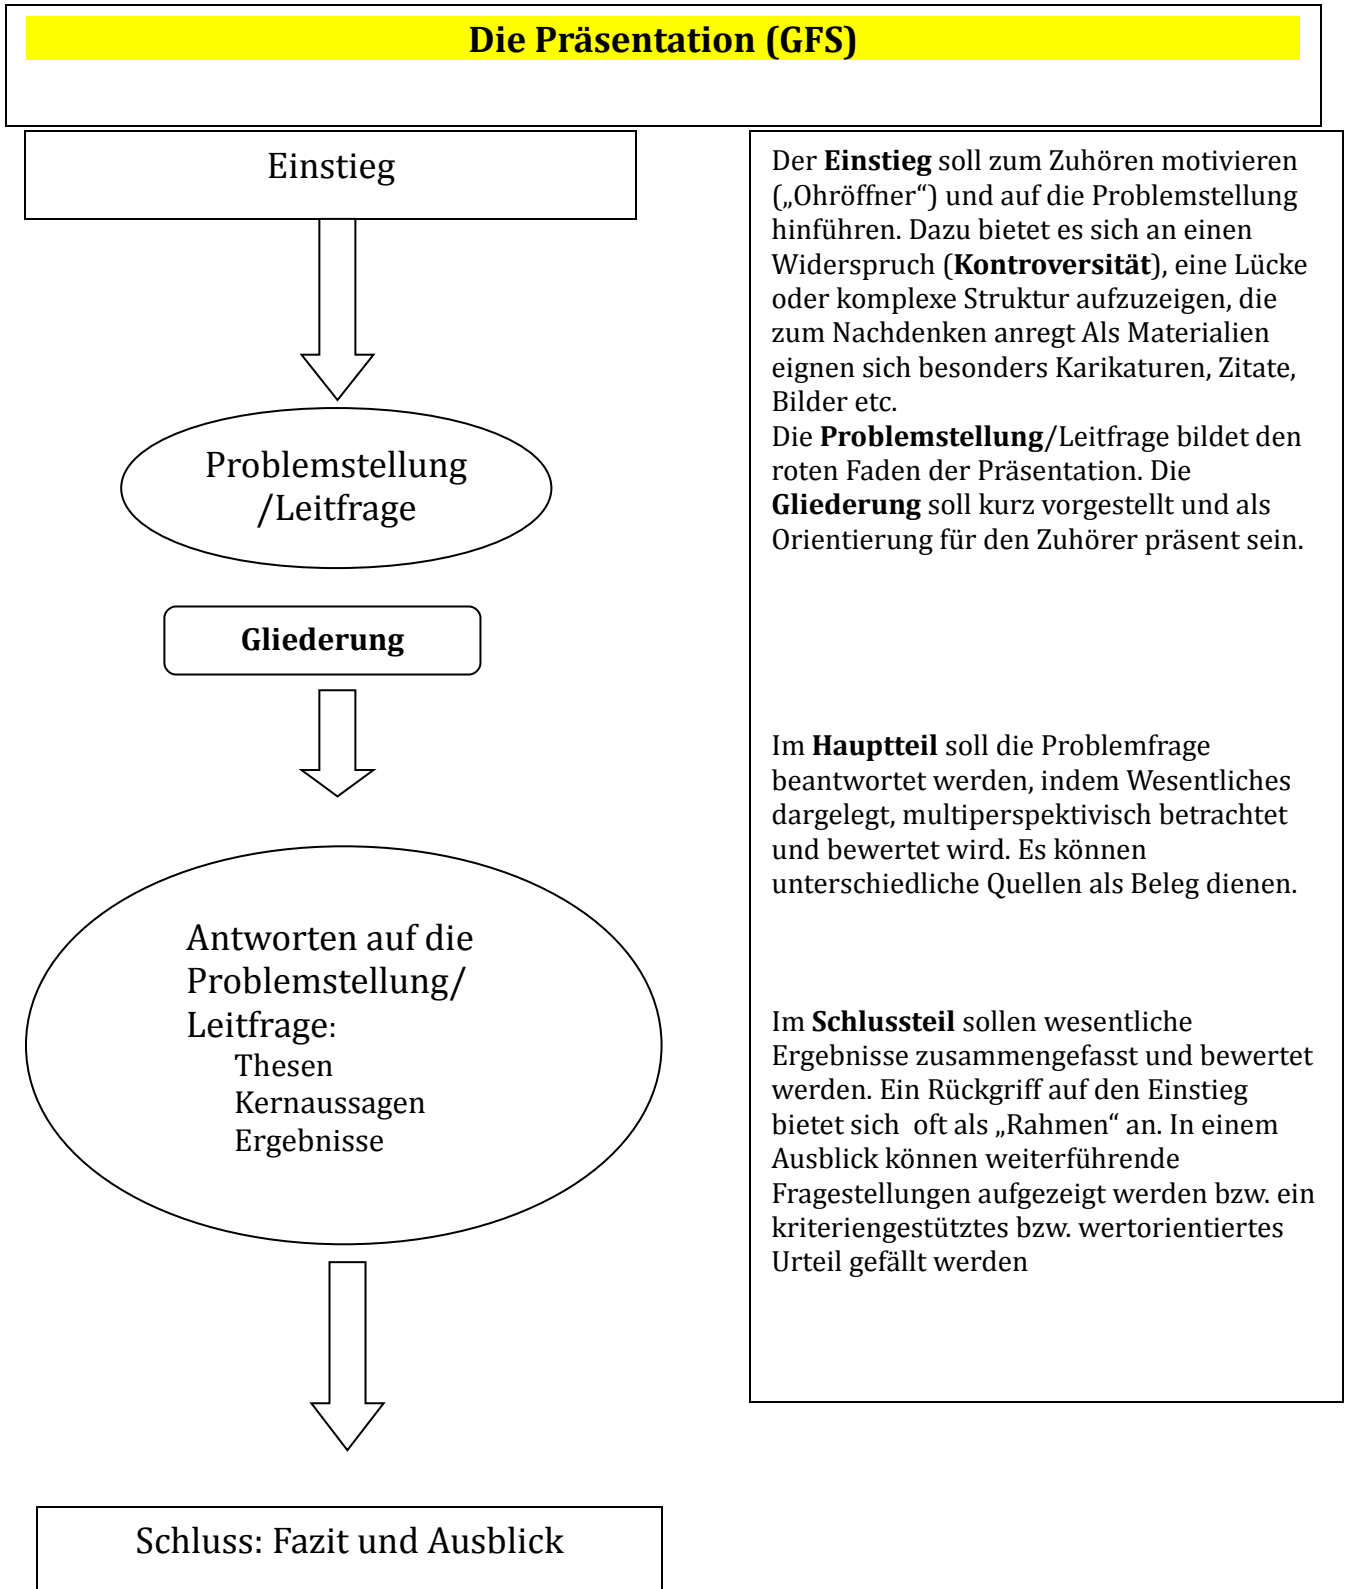 Die Präsentation (GFS)
Einstieg
Problemstellung
/Leitfrage
Gliederung
Antworten auf die
Problemstellung/
Leitfrage:
Thesen
Kernaussagen
Ergebnisse
Schluss: Fazit und Ausblick
Der Einstieg soll zum Zuhören motivieren
(„Ohröffner“) und auf die Problemstellung
hinführen. Dazu bietet es sich an einen
Widerspruch (Kontroversität), eine Lücke
oder komplexe Struktur aufzuzeigen, die
zum Nachdenken anregt Als Materialien
eignen sich besonders Karikaturen, Zitate,
Bilder etc.
Die Problemstellung/Leitfrage bildet den
roten Faden der Präsentation. Die
Gliederung soll kurz vorgestellt und als
Orientierung für den Zuhörer präsent sein.
Im Hauptteil soll die Problemfrage
beantwortet werden, indem Wesentliches
dargelegt, multiperspektivisch betrachtet
und bewertet wird. Es können
unterschiedliche Quellen als Beleg dienen.
Im Schlussteil sollen wesentliche
Ergebnisse zusammengefasst und bewertet
werden. Ein Rückgriff auf den Einstieg
bietet sich  oft als „Rahmen“ an. In einem
Ausblick können weiterführende
Fragestellungen aufgezeigt werden bzw. ein
kriteriengestütztes bzw. wertorientiertes
Urteil gefällt werden